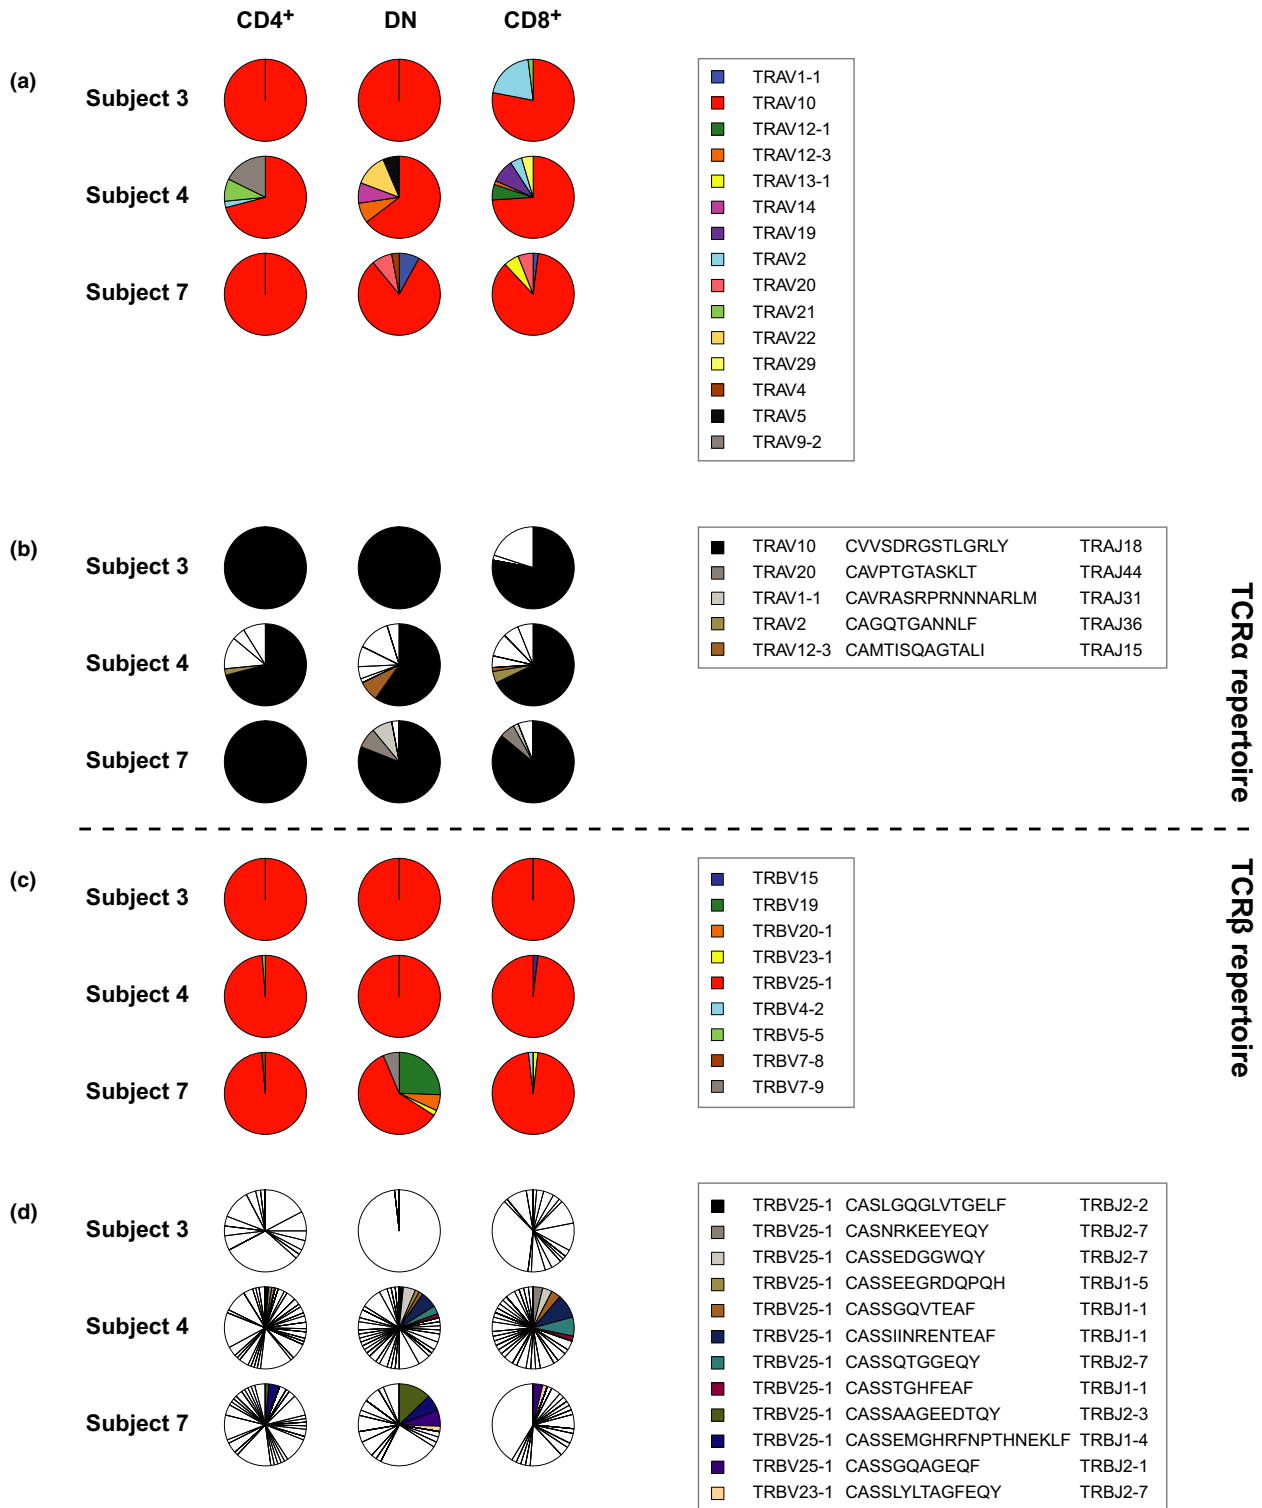 CD4+ DN CD8+
(a)
Subject 3
Subject 4
Subject 7
TRAV1-1
TRAV10
TRAV12-1
TRAV12-3
TRAV13-1
TRAV14
TRAV19
TRAV2
TRAV20
TRAV21
TRAV22
TRAV29
TRAV4
TRAV5
TRAV9-2
(b)
Subject 3
Subject 4
Subject 7
TRAV10 CVVSDRGSTLGRLY TRAJ18
TRAV20 CAVPTGTASKLT TRAJ44
TRAV1-1 CAVRASRPRNNNARLM TRAJ31
TRAV2 CAGQTGANNLF TRAJ36
TRAV12-3 CAMTISQAGTALI TRAJ15
TCRα repertoire
(c)
Subject 3
Subject 4
Subject 7
TRBV15
TRBV19
TRBV20-1
TRBV23-1
TRBV25-1
TRBV4-2
TRBV5-5
TRBV7-8
TRBV7-9
TCRβ repertoire
(d)
Subject 3
Subject 4
Subject 7
TRBV25-1 CASLGQGLVTGELF TRBJ2-2
TRBV25-1 CASNRKEEYEQY TRBJ2-7
TRBV25-1 CASSEDGGWQY TRBJ2-7
TRBV25-1 CASSEEGRDQPQH TRBJ1-5
TRBV25-1 CASSGQVTEAF TRBJ1-1
TRBV25-1 CASSIINRENTEAF TRBJ1-1
TRBV25-1 CASSQTGGEQY TRBJ2-7
TRBV25-1 CASSTGHFEAF TRBJ1-1
TRBV25-1 CASSAAGEEDTQY TRBJ2-3
TRBV25-1 CASSEMGHRFNPTHNEKLF TRBJ1-4
TRBV25-1 CASSGQAGEQF TRBJ2-1
TRBV23-1 CASSLYLTAGFEQY TRBJ2-7